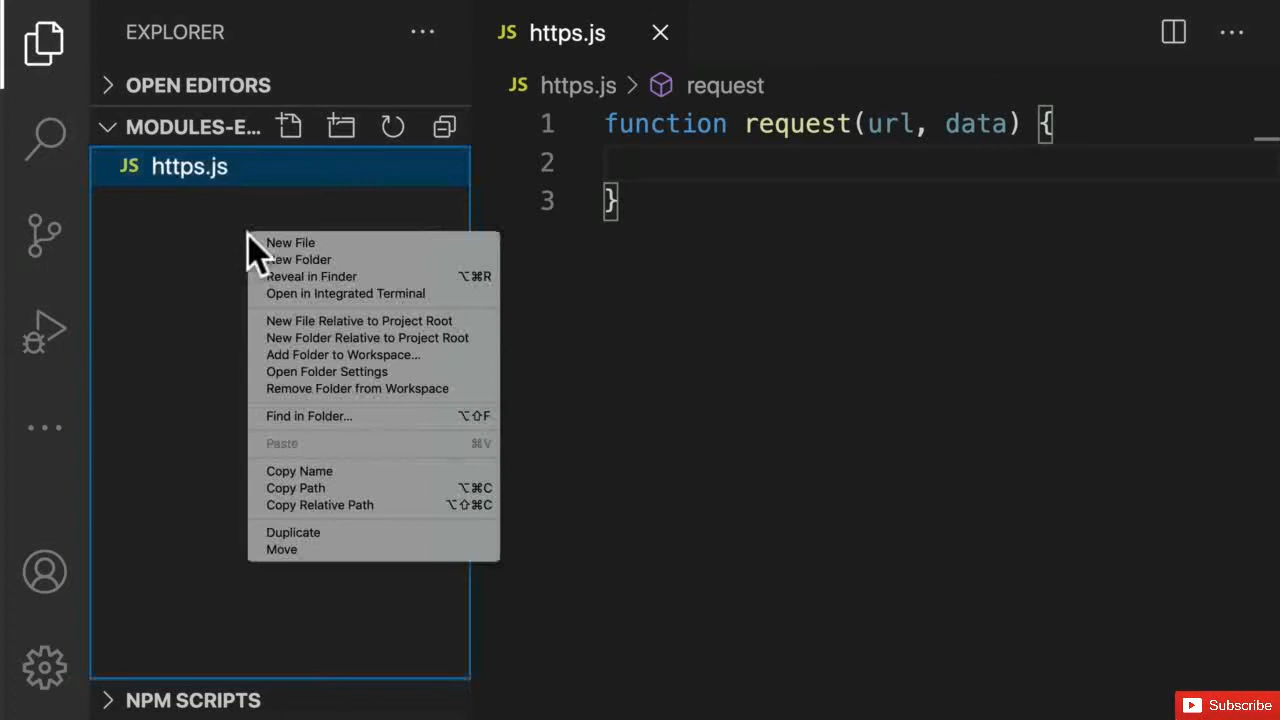 EXPLORER
OPEN EDITORS
MODULES-E...
JS https.js
NPM SCRIPTS
JS https.js
JS https.js > request
1 function request(url, data) {
2
3 }
New File
New Folder
Reveal in Finder ⌥⌘R
Open in Integrated Terminal
New File Relative to Project Root
New Folder Relative to Project Root
Add Folder to Workspace...
Open Folder Settings
Remove Folder from Workspace
Find in Folder... ⌥⇧F
Paste ⌘V
Copy Name
Copy Path ⌥⌘C
Copy Relative Path ⌥⇧⌘C
Duplicate
Move
Subscribe